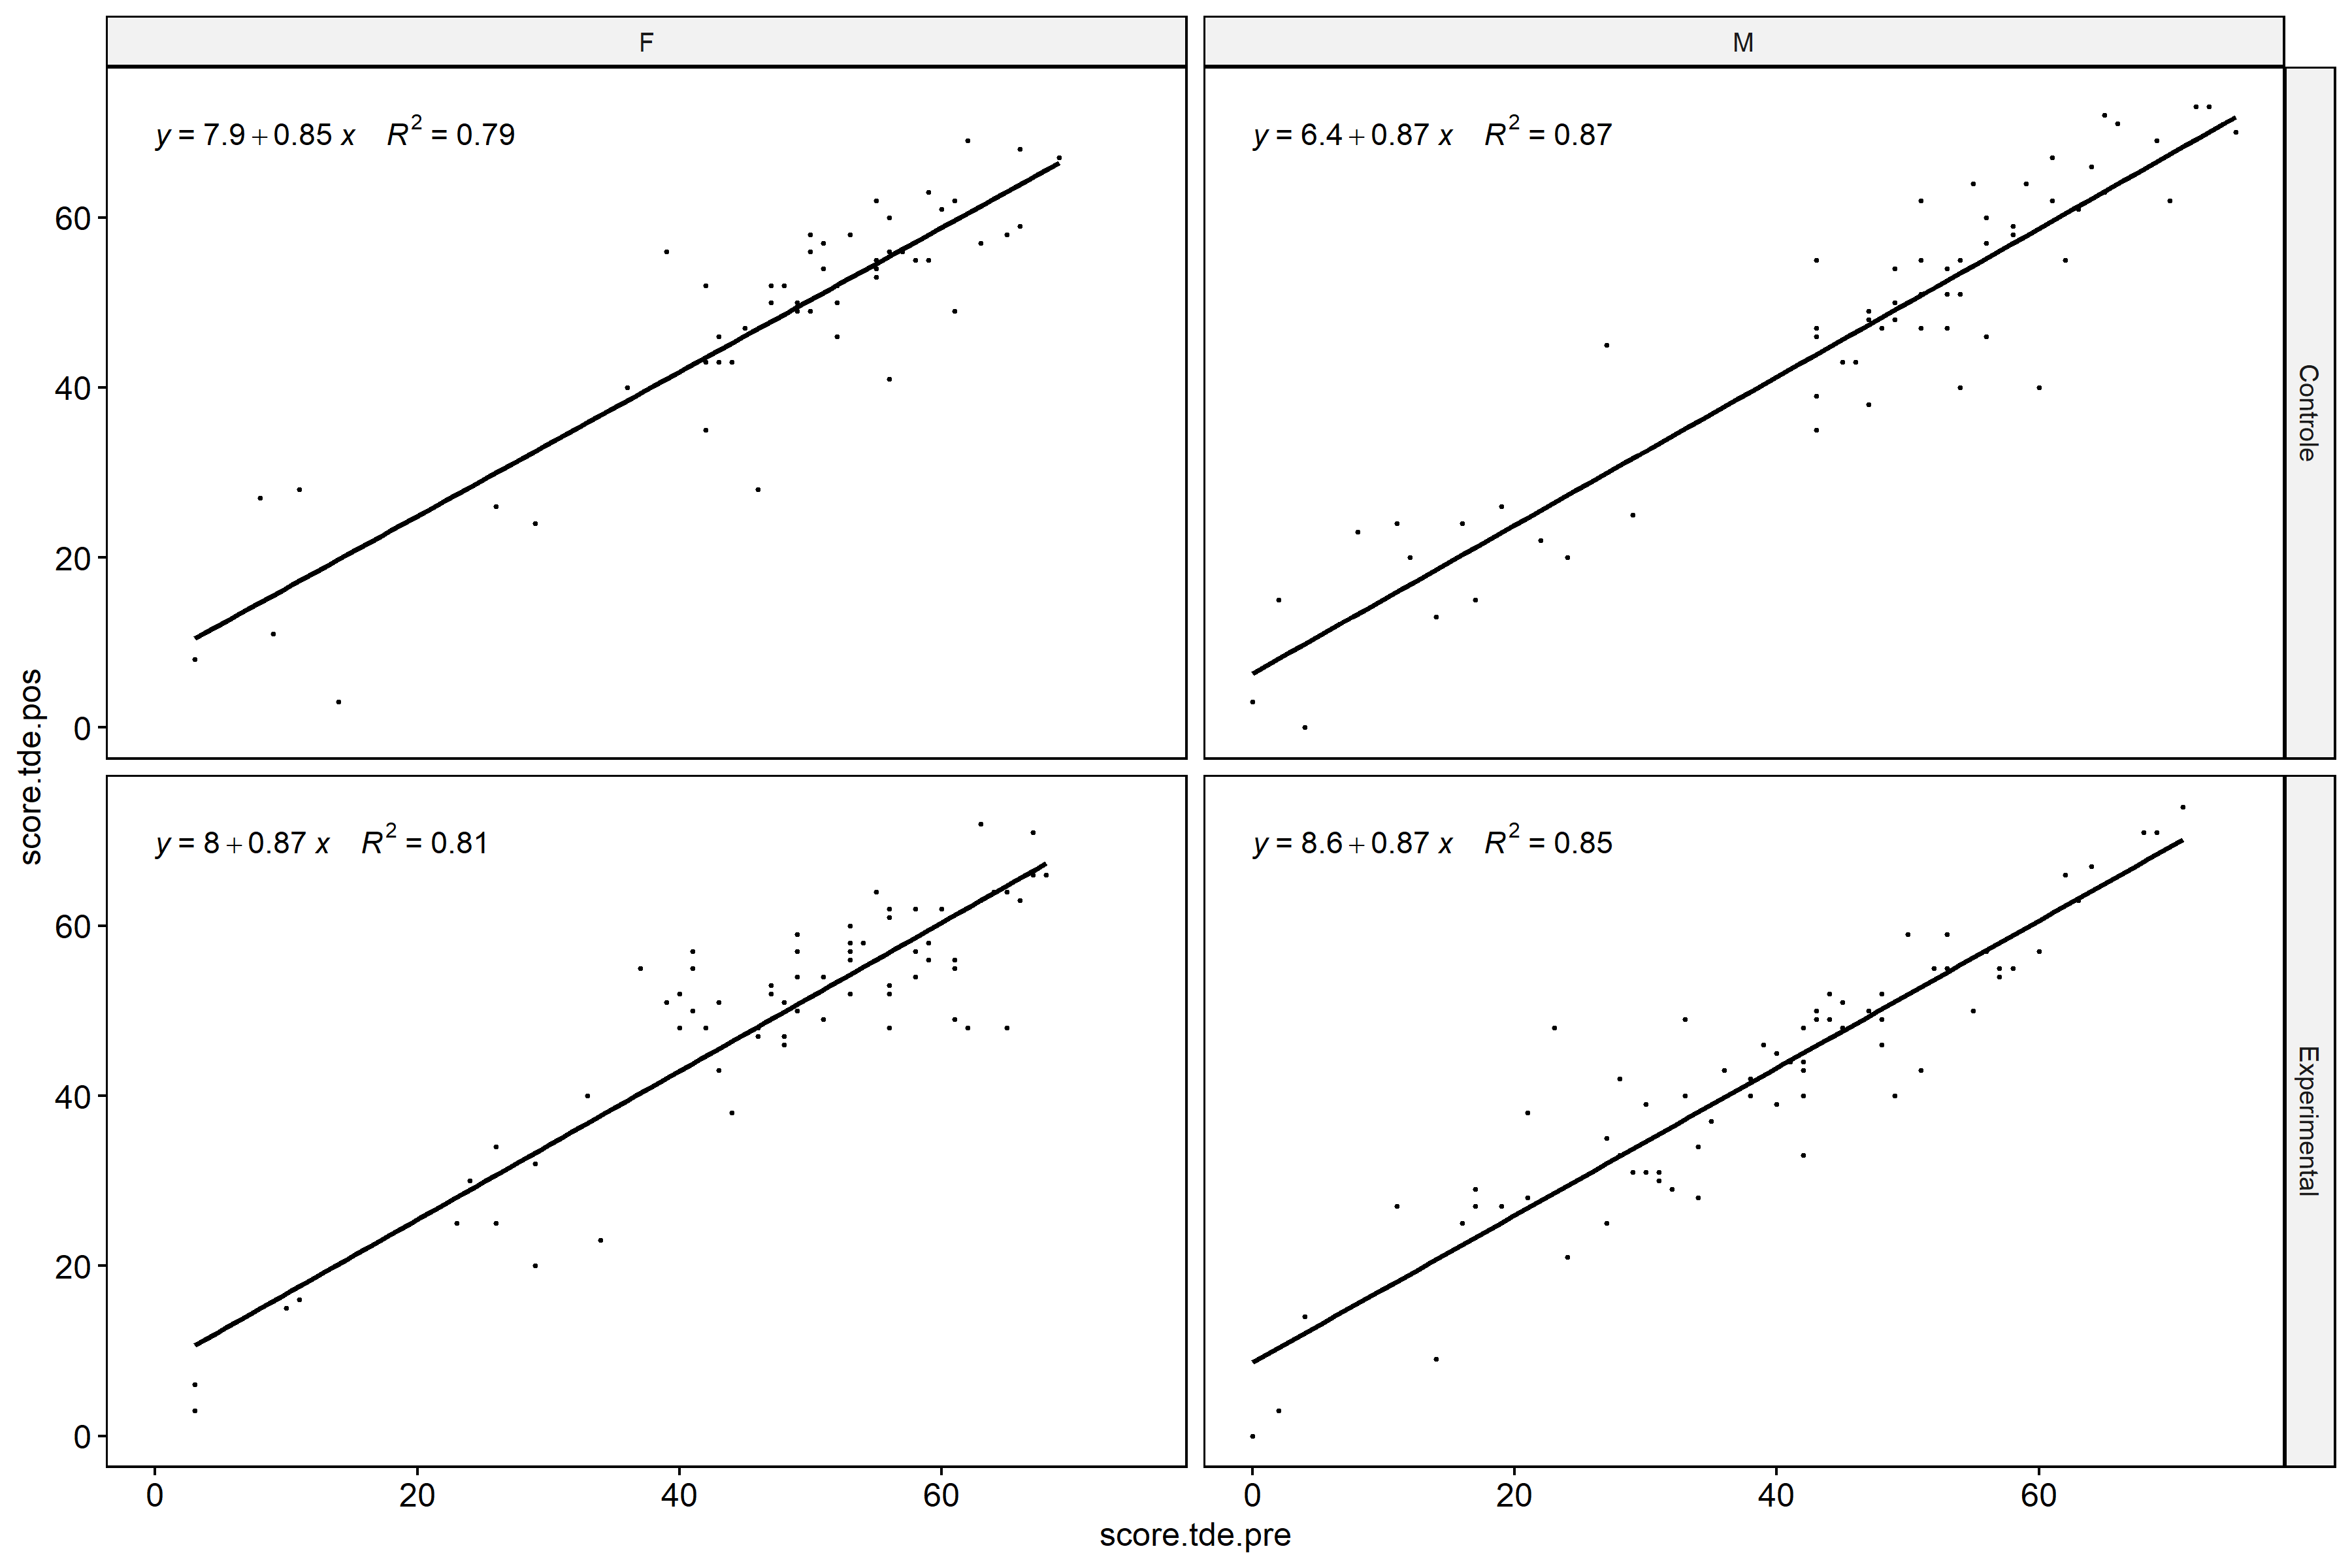 F
M
y = 7.9 + 0.85 x R² = 0.79
y = 6.4 + 0.87 x R² = 0.87
Controle
60
40
20
0
score.tde.pos
y = 8 + 0.87 x R² = 0.81
y = 8.6 + 0.87 x R² = 0.85
Experimental
60
40
20
0
0 20 40 60 0 20 40 60
score.tde.pre